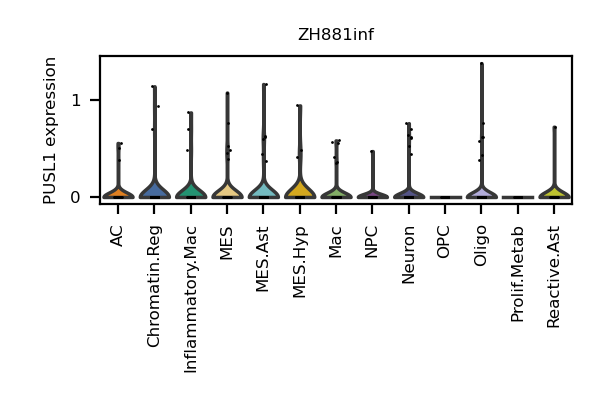 ZH881inf
PUSL1 expression
1
0
AC
Chromatin.Reg
Inflammatory.Mac
MES
MES.Ast
MES.Hyp
Mac
NPC
Neuron
OPC
Oligo
Prolif.Metab
Reactive.Ast